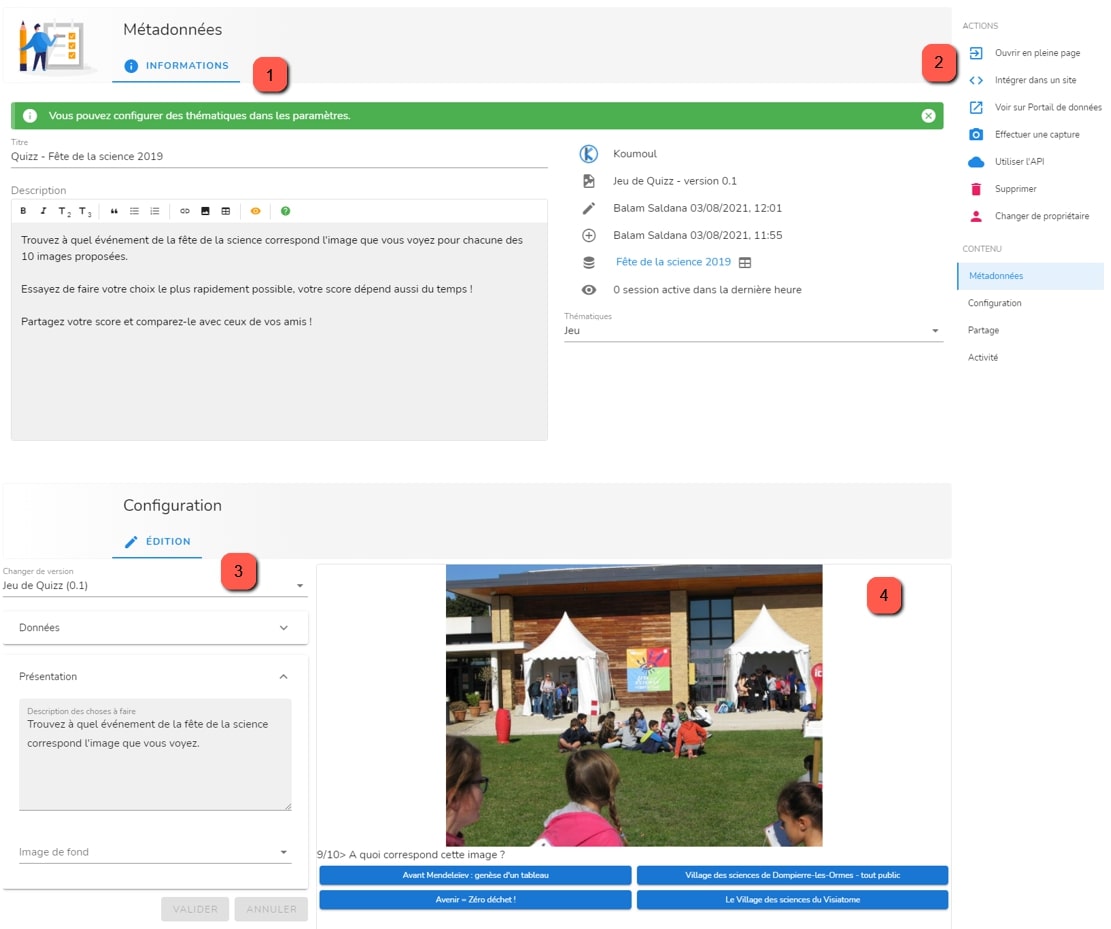 Métadonnées
INFORMATIONS
1
2
ACTIONS
Ouvrir en pleine page
Intégrer dans un site
Voir sur Portail de données
Effectuer une capture
Utiliser l'API
Supprimer
Changer de propriétaire
CONTENU
Métadonnées
Configuration
Partage
Activité
Vous pouvez configurer des thématiques dans les paramètres.
Titre
Quizz - Fête de la science 2019
Description
B I T2 T3
Trouvez à quel événement de la fête de la science correspond l'image que vous voyez pour chacune des
10 images proposées.
Essayez de faire votre choix le plus rapidement possible, votre score dépend aussi du temps !
Partagez votre score et comparez-le avec ceux de vos amis !
Koumoul
Jeu de Quizz - version 0.1
Balam Saldana 03/08/2021, 12:01
Balam Saldana 03/08/2021, 11:55
Fête de la science 2019
0 session active dans la dernière heure
Thématiques
Jeu
Configuration
ÉDITION
3
Changer de version
Jeu de Quizz (0.1)
Données
Présentation
Description des choses à faire
Trouvez à quel événement de la fête de la science
correspond l'image que vous voyez.
Image de fond
VALIDER
ANNULER
4
9/10> A quoi correspond cette image ?
Avant Mendeleïev : genèse d'un tableau
Village des sciences de Dompierre-les-Ormes - tout public
Avenir = Zéro déchet !
Le Village des sciences du Visiatome